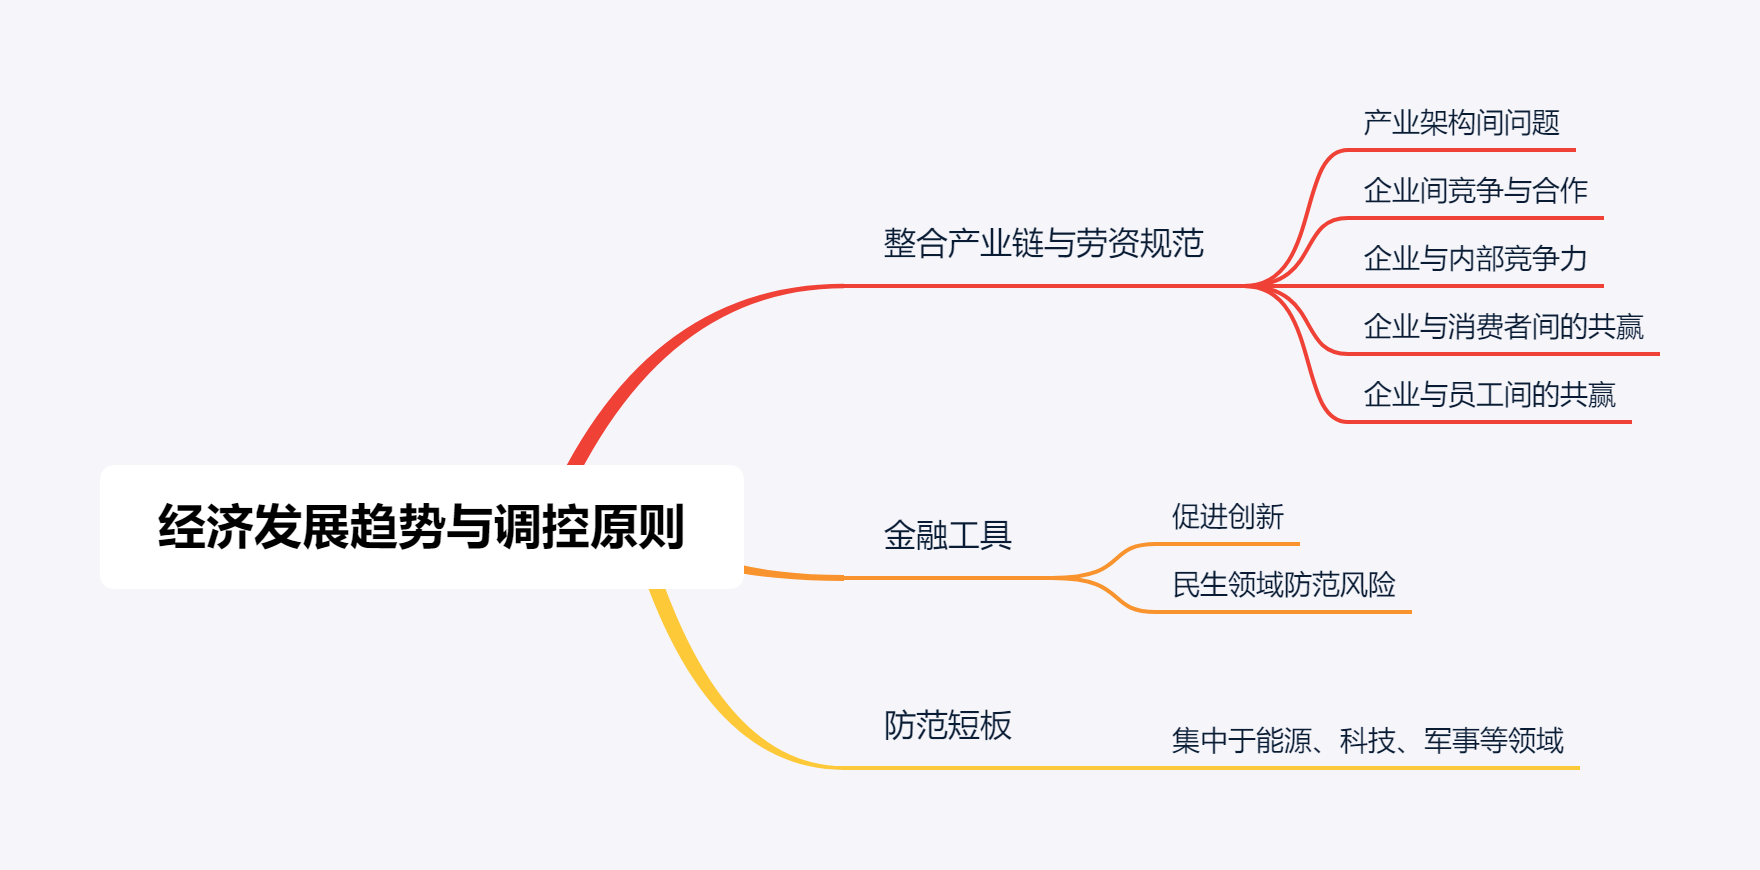 经济发展趋势与调控原则
整合产业链与劳资规范
产业架构间问题
企业间竞争与合作
企业与内部竞争力
企业与消费者间的共赢
企业与员工间的共赢
金融工具
促进创新
民生领域防范风险
防范短板
集中于能源、科技、军事等领域